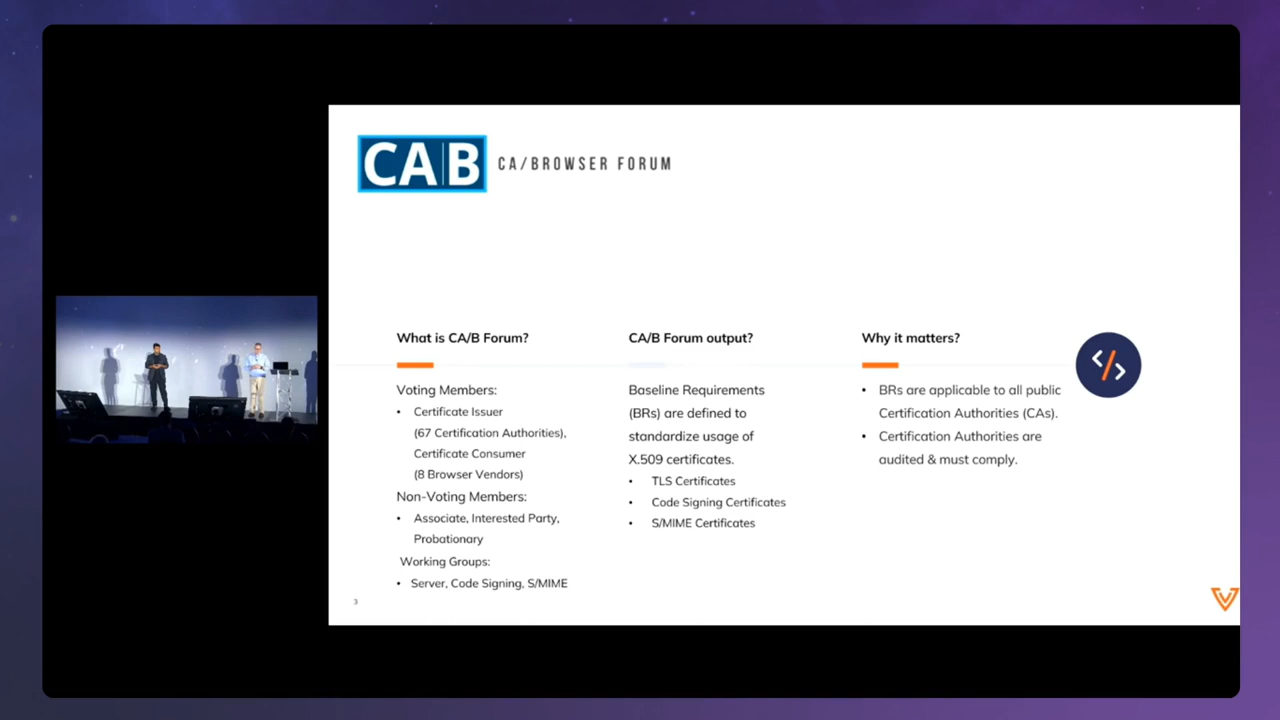 CA|B CA/BROWSER FORUM
What is CA/B Forum?
Voting Members:
• Certificate Issuer
(67 Certification Authorities),
Certificate Consumer
(8 Browser Vendors)
Non-Voting Members:
• Associate, Interested Party,
Probationary
Working Groups:
• Server, Code Signing, S/MIME
CA/B Forum output?
Baseline Requirements
(BRs) are defined to
standardize usage of
X.509 certificates.
• TLS Certificates
• Code Signing Certificates
• S/MIME Certificates
Why it matters?
• BRs are applicable to all public
Certification Authorities (CAs).
• Certification Authorities are
audited & must comply.
</>
3